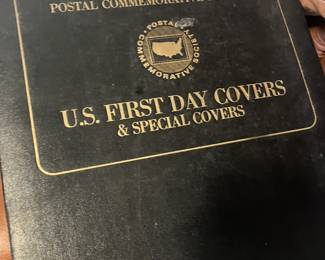 POSTAL COMMEMORATIVE
POSTAL
COMMEMORATIVE SOCIETY
U.S. FIRST DAY COVERS
& SPECIAL COVERS